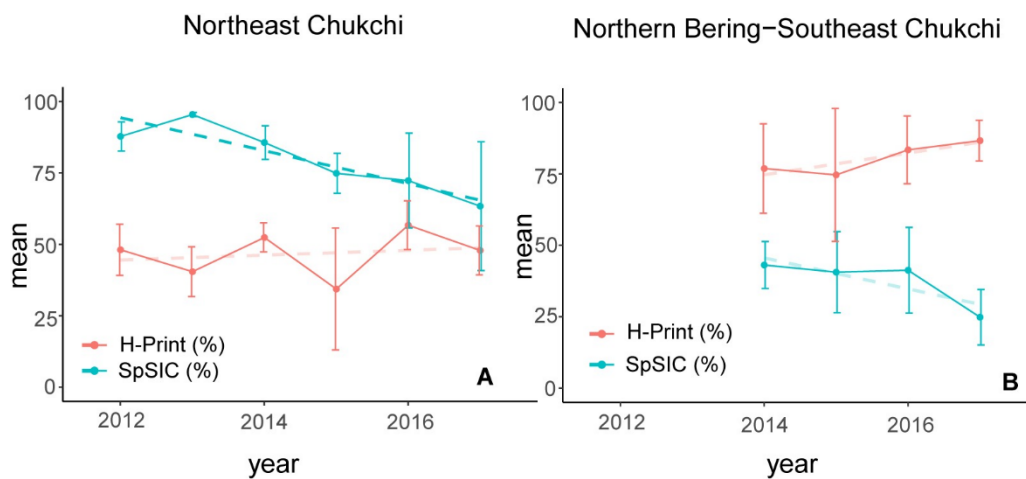 Northeast Chukchi
100
75
50
25
0
mean
H-Print (%)
SpSIC (%)
A
2012
2014
2016
year
Northern Bering−Southeast Chukchi
100
75
50
25
0
mean
H-Print (%)
SpSIC (%)
B
2012
2014
2016
year